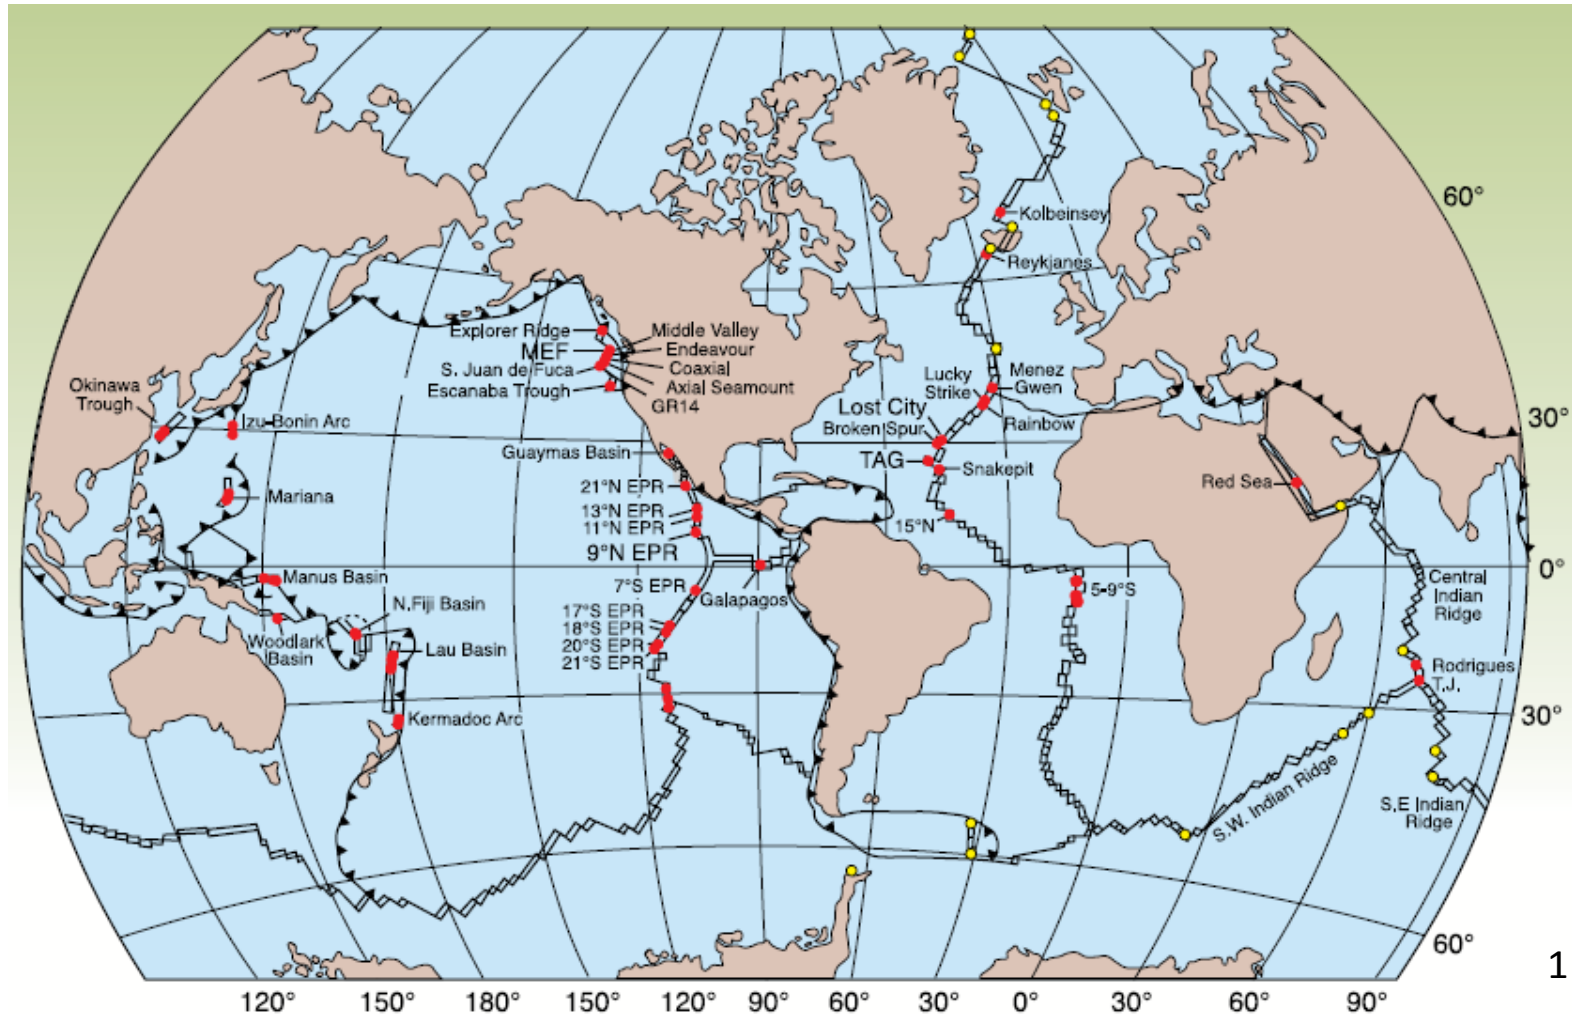 60°
Kolbeinsey
Reykjanes
Explorer Ridge
MEF
S. Juan de Fuca
Escanaba Trough
Middle Valley
Endeavour
Coaxial
Axial Seamount
GR14
Okinawa
Trough
Izu-Bonin Arc
Mariana
Lucky
Strike
Menez
Gwen
Rainbow
Lost City
Broken Spur
TAG
Snakepit
15°N
30°
Red Sea
Guaymas Basin
21°N EPR
13°N EPR
11°N EPR
9°N EPR
7°S EPR
Galapagos
17°S EPR
18°S EPR
20°S EPR
21°S EPR
Manus Basin
N.Fiji Basin
Woodlark
Basin
Lau Basin
Kermadoc Arc
5-9°S
0°
Central
Indian
Ridge
Rodrigues
T.J.
30°
S.W. Indian Ridge
S.E Indian
Ridge
60°
1
120°
150°
180°
150°
120°
90°
60°
30°
0°
30°
60°
90°